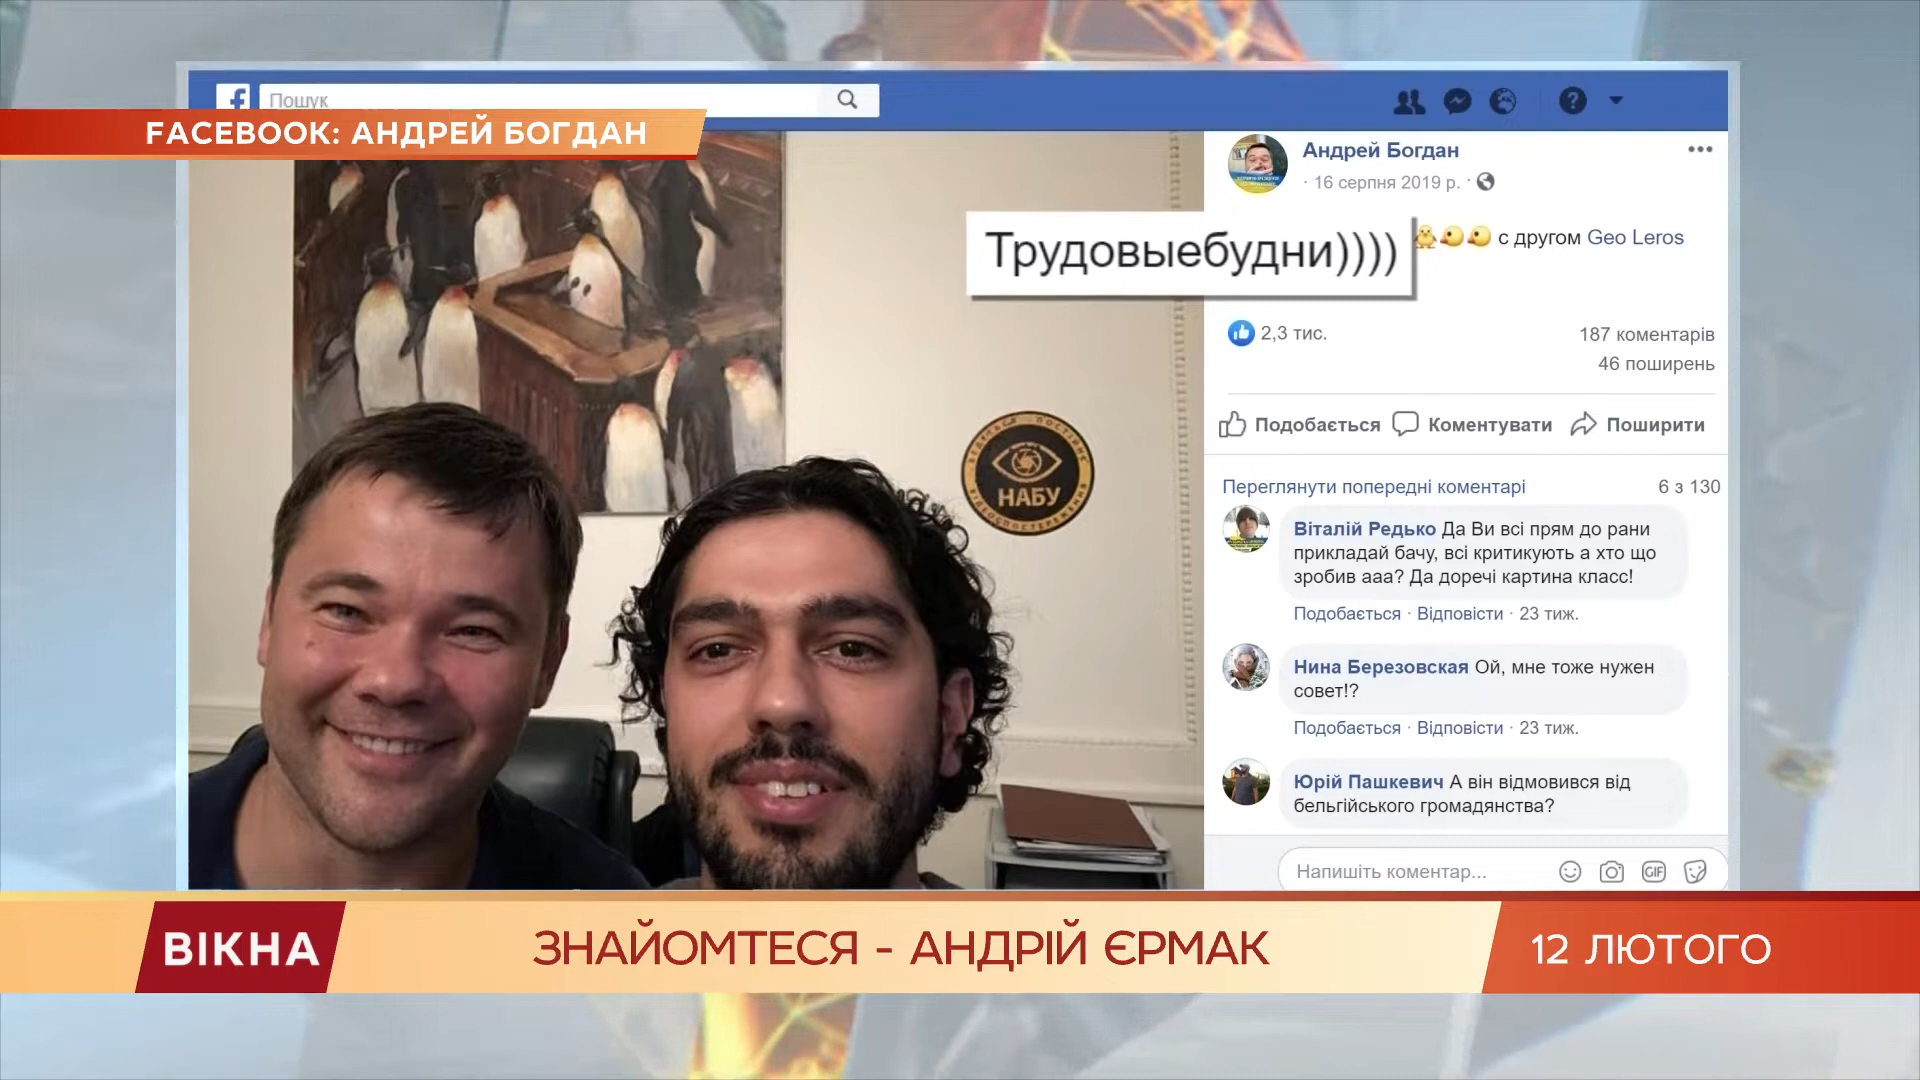 Пошук
FACEBOOK: АНДРЕЙ БОГДАН
Андрей Богдан
· 16 серпня 2019 р. ·
Трудовыебудни))))
с другом Geo Leros
2,3 тис.
187 коментарів
46 поширень
Подобається Коментувати Поширити
Переглянути попередні коментарі 6 з 130
Віталій Редько Да Ви всі прям до рани
прикладай бачу, всі критикують а хто що
зробив ааа? Да доречі картина класс!
Подобається · Відповісти · 23 тиж.
Нина Березовская Ой, мне тоже нужен
совет!?
Подобається · Відповісти · 23 тиж.
Юрій Пашкевич А він відмовився від
бельгійського громадянства?
Напишіть коментар...
GIF
ВЕДЕТЬСЯ ПОСТІЙНЕ
НАБУ
ВІДЕОСПОСТЕРЕЖЕННЯ
ВІКНА
ЗНАЙОМТЕСЯ - АНДРІЙ ЄРМАК
12 ЛЮТОГО